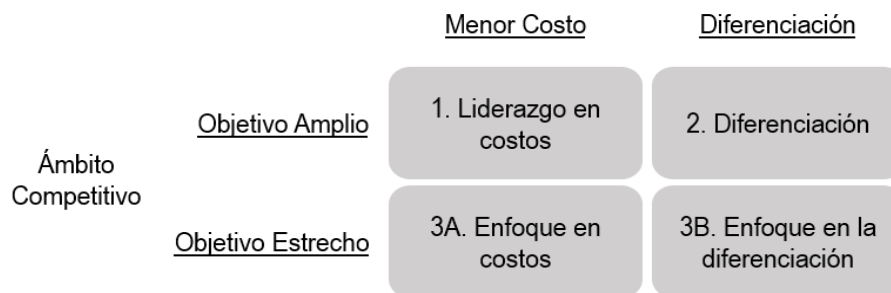 Menor Costo
Diferenciación
Objetivo Amplio
1. Liderazgo en
costos
2. Diferenciación
Ámbito
Competitivo
Objetivo Estrecho
3A. Enfoque en
costos
3B. Enfoque en la
diferenciación